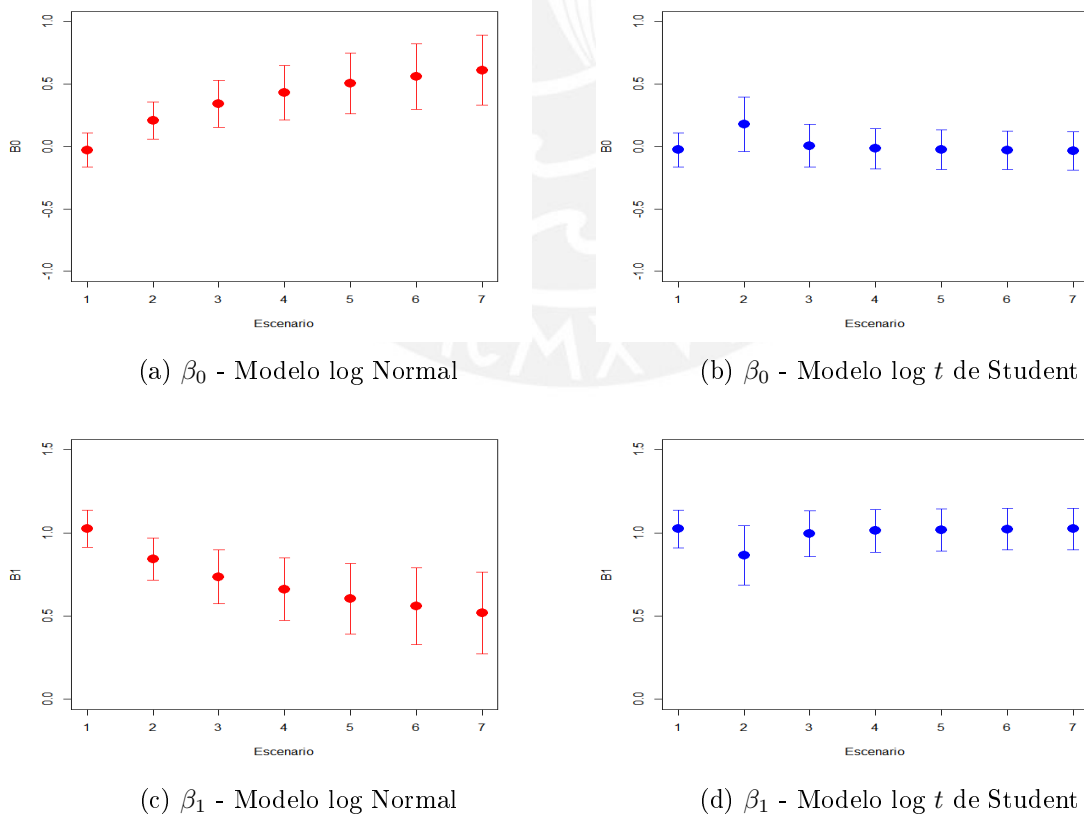 B0
1.0
0.5
0.0
-0.5
-1.0
1 2 3 4 5 6 7
Escenario
(a) β₀ - Modelo log Normal
B0
1.0
0.5
0.0
-0.5
-1.0
1 2 3 4 5 6 7
Escenario
(b) β₀ - Modelo log t de Student
B1
1.5
1.0
0.5
0.0
1 2 3 4 5 6 7
Escenario
(c) β₁ - Modelo log Normal
B1
1.5
1.0
0.5
0.0
1 2 3 4 5 6 7
Escenario
(d) β₁ - Modelo log t de Student